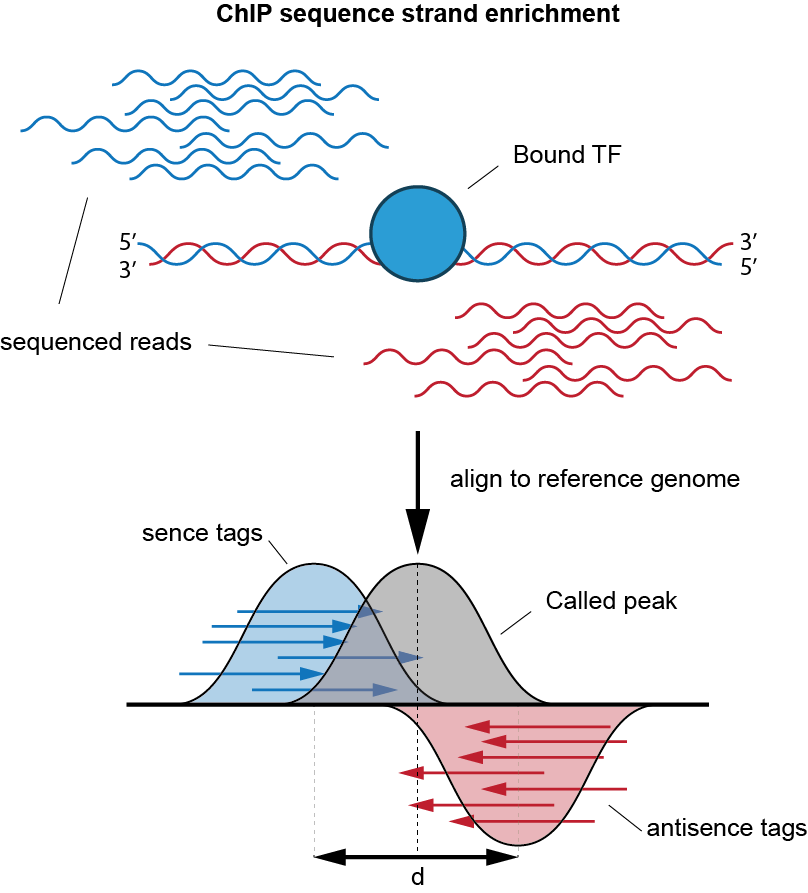 ChIP sequence strand enrichment
Bound TF
5’ 3’
3’ 5’
sequenced reads
align to reference genome
sence tags
Called peak
antisence tags
d